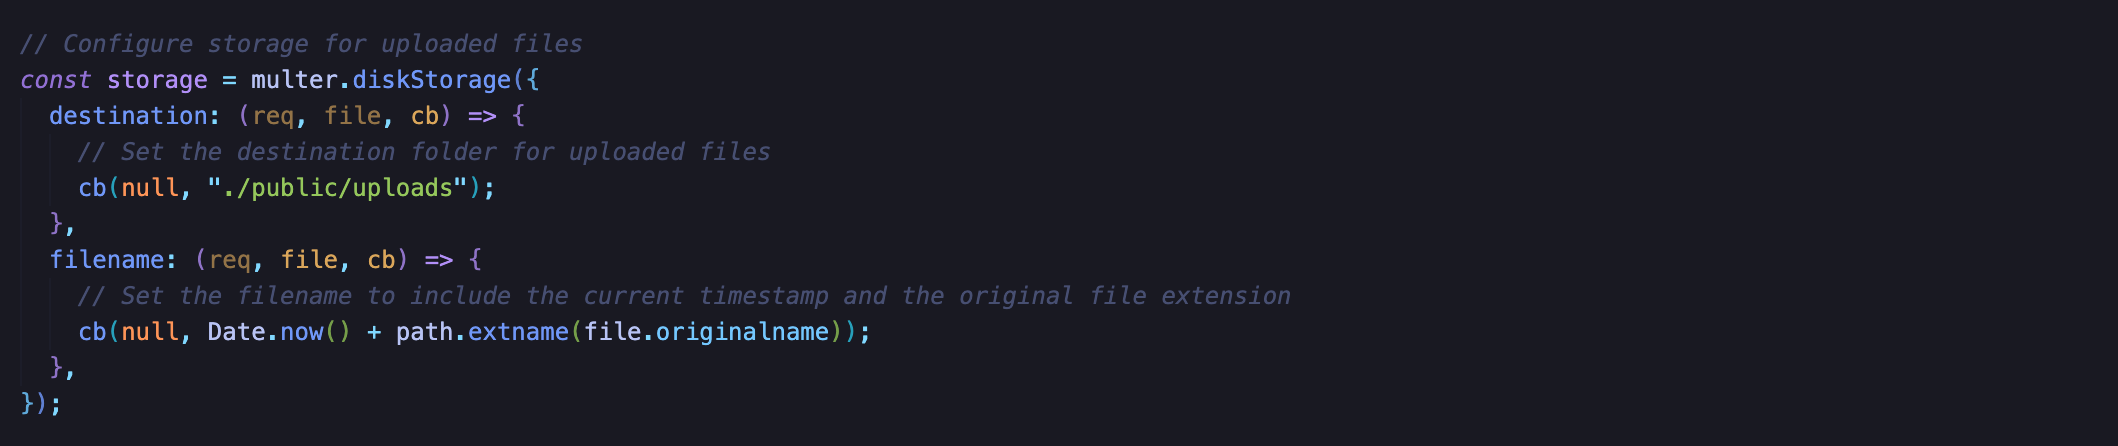 // Configure storage for uploaded files
const storage = multer.diskStorage({
  destination: (req, file, cb) => {
    // Set the destination folder for uploaded files
    cb(null, "./public/uploads");
  },
  filename: (req, file, cb) => {
    // Set the filename to include the current timestamp and the original file extension
    cb(null, Date.now() + path.extname(file.originalname));
  },
});